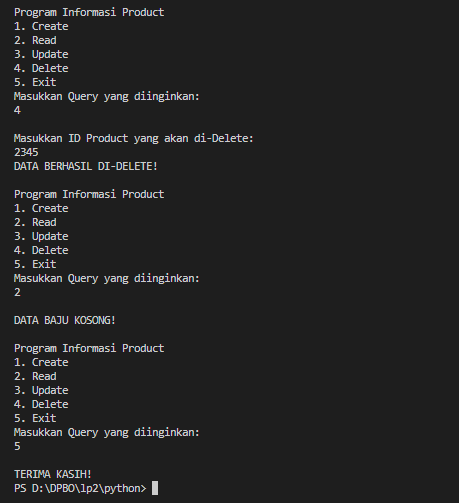 Program Informasi Product
1. Create
2. Read
3. Update
4. Delete
5. Exit
Masukkan Query yang diinginkan:
4
Masukkan ID Product yang akan di-Delete:
2345
DATA BERHASIL DI-DELETE!
Program Informasi Product
1. Create
2. Read
3. Update
4. Delete
5. Exit
Masukkan Query yang diinginkan:
2
DATA BAJU KOSONG!
Program Informasi Product
1. Create
2. Read
3. Update
4. Delete
5. Exit
Masukkan Query yang diinginkan:
5
TERIMA KASIH!
PS D:\DPBO\lp2\python>